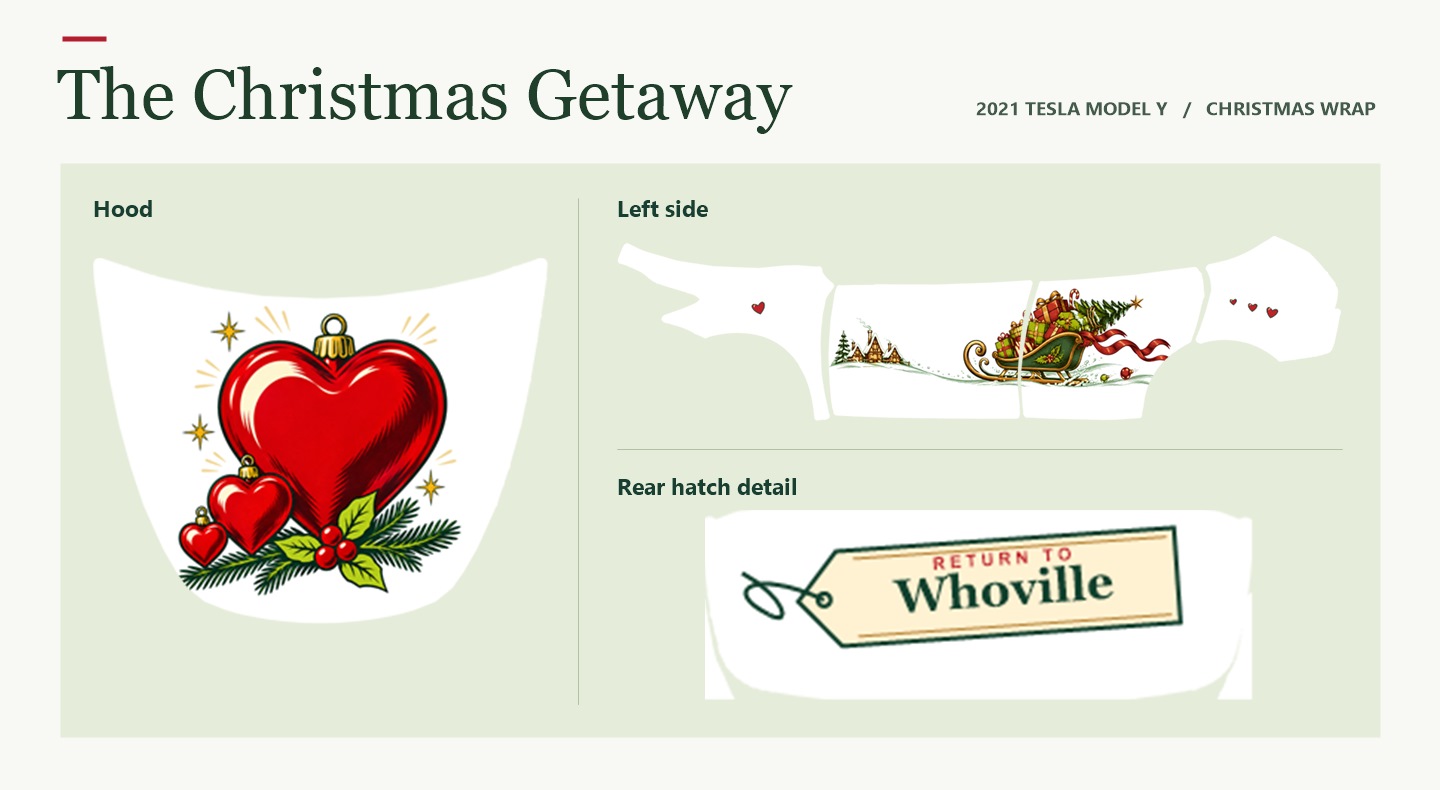 The Christmas Getaway
2021 TESLA MODEL Y / CHRISTMAS WRAP
Hood
Left side
Rear hatch detail
RETURN TO
Whoville